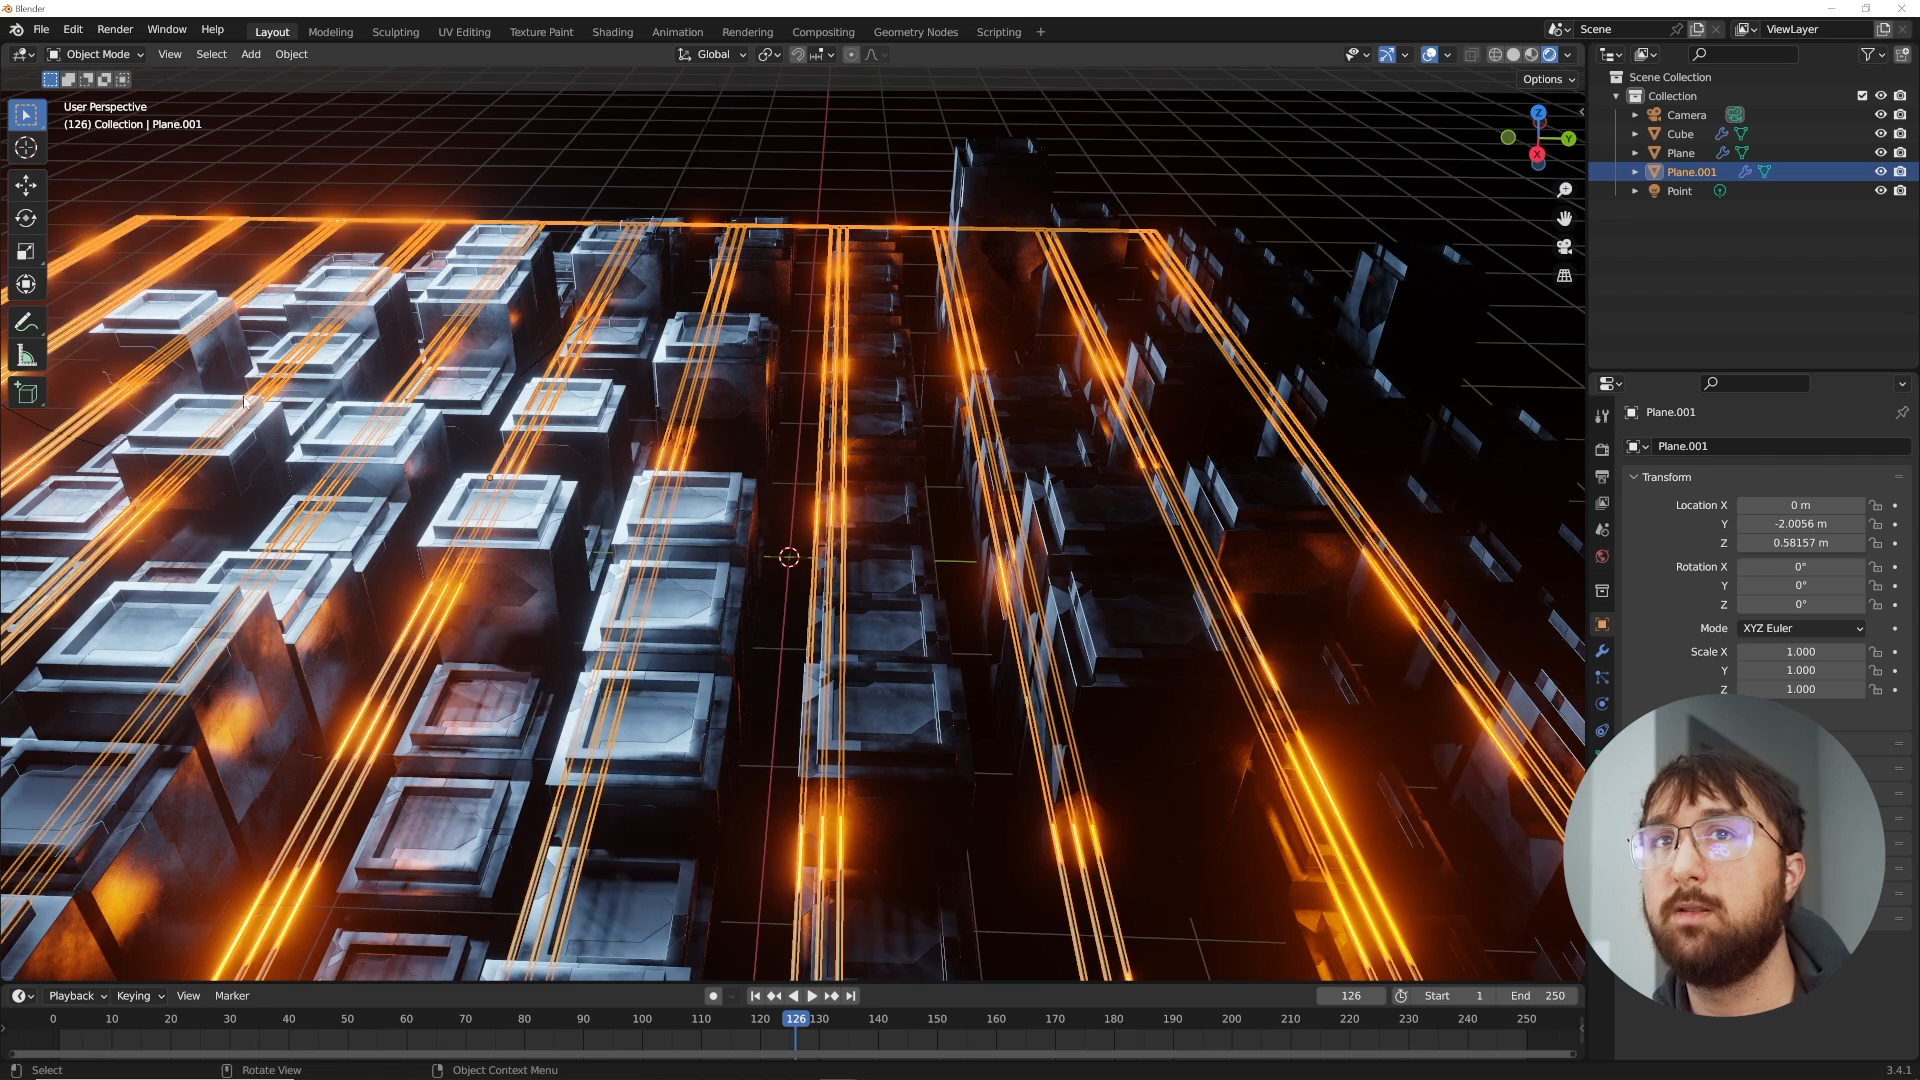 Blender
File Edit Render Window Help Layout Modeling Sculpting UV Editing Texture Paint Shading Animation Rendering Compositing Geometry Nodes Scripting + Scene ViewLayer
Object Mode View Select Add Object Global
Options
User Perspective
(126) Collection | Plane.001
Z
Y
X
Scene Collection
Collection
Camera
Cube
Plane
Plane.001
Point
Plane.001
Plane.001
Transform
Location X 0 m
Y -2.0056 m
Z 0.58157 m
Rotation X 0°
Y 0°
Z 0°
Mode XYZ Euler
Scale X 1.000
Y 1.000
Z 1.000
Playback Keying View Marker 126 Start 1 End 250
0 10 20 30 40 50 60 70 80 90 100 110 120 126 130 140 150 160 170 180 190 200 210 220 230 240 250
Select Rotate View Object Context Menu 3.4.1